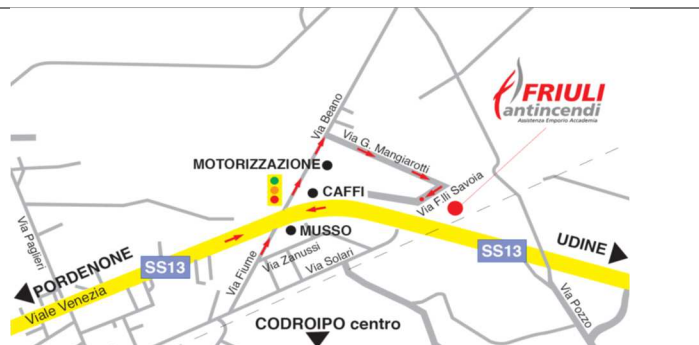 FRIULI
antincendi
Assistenza Emporio Accademia
Via Beano
Via G. Mangiarotti
MOTORIZZAZIONE
CAFFI
Via F.lli Savoia
MUSSO
Via Paglieri
Via Fiume
Via Zanussi
Via Solari
SS13
UDINE
PORDENONE
SS13
Viale Venezia
Via Pozzo
CODROIPO centro